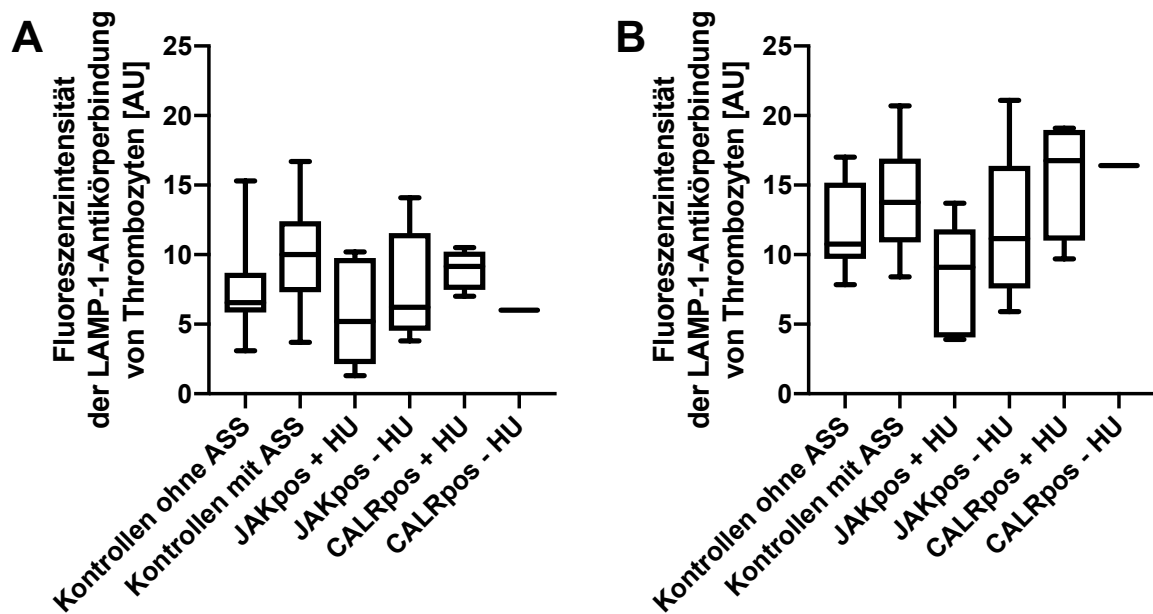 A
Fluoreszenzintensität
der LAMP-1-Antikörperbindung
von Thrombozyten [AU]
25
20
15
10
5
0
Kontrollen ohne ASS
Kontrollen mit ASS
JAKpos + HU
JAKpos - HU
CALRpos + HU
CALRpos - HU
B
Fluoreszenzintensität
der LAMP-1-Antikörperbindung
von Thrombozyten [AU]
25
20
15
10
5
0
Kontrollen ohne ASS
Kontrollen mit ASS
JAKpos + HU
JAKpos - HU
CALRpos + HU
CALRpos - HU